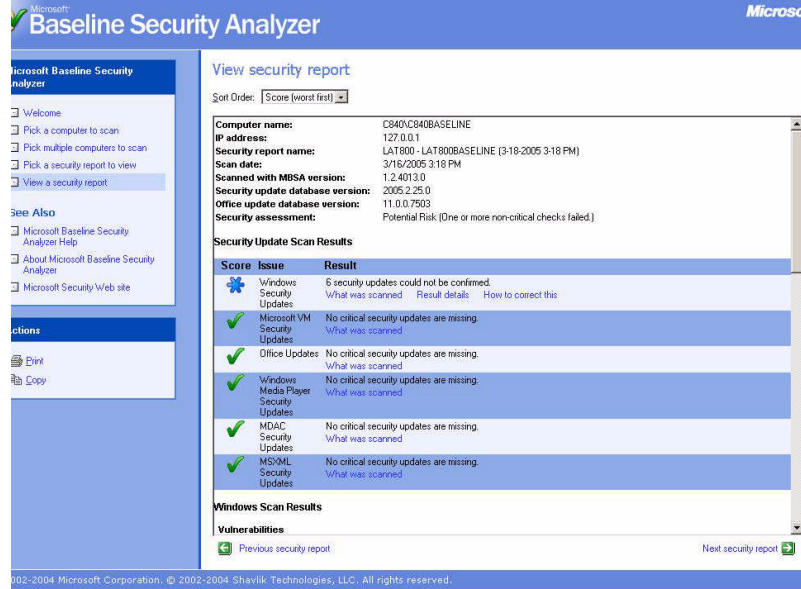 Microsoft
Baseline Security Analyzer
Microso
icrosoft Baseline Security
nalyzer
Welcome
Pick a computer to scan
Pick multiple computers to scan
Pick a security report to view
View a security report
ee Also
Microsoft Baseline Security
Analyzer Help
About Microsoft Baseline Security
Analyzer
Microsoft Security Web site
ctions
Print
Copy
View security report
Sort Order: Score (worst first)
Computer name: C840\C840BASELINE
IP address: 127.0.0.1
Security report name: LAT800 - LAT800BASELINE (3-18-2005 3-18 PM)
Scan date: 3/16/2005 3:18 PM
Scanned with MBSA version: 1.2.4013.0
Security update database version: 2005.2.25.0
Office update database version: 11.0.0.7503
Security assessment: Potential Risk (One or more non-critical checks failed.)
Security Update Scan Results
Score Issue Result
Windows Security Updates
6 security updates could not be confirmed.
What was scanned Result details How to correct this
Microsoft VM Security Updates
No critical security updates are missing.
What was scanned
Office Updates
No critical security updates are missing.
What was scanned
Windows Media Player Security Updates
No critical security updates are missing.
What was scanned
MDAC Security Updates
No critical security updates are missing.
What was scanned
MSXML Security Updates
No critical security updates are missing.
What was scanned
Windows Scan Results
Vulnerabilities
Previous security report
Next security report
002-2004 Microsoft Corporation. © 2002-2004 Shavlik Technologies, LLC. All rights reserved.